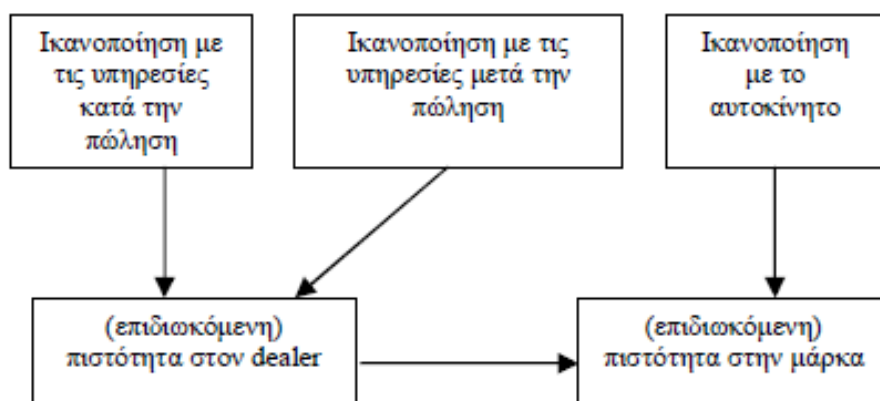 Ικανοποίηση με
τις υπηρεσίες
κατά την
πώληση
Ικανοποίηση με τις
υπηρεσίες μετά την
πώληση
Ικανοποίηση
με το
αυτοκίνητο
(επιδιωκόμενη)
πιστότητα στον dealer
(επιδιωκόμενη)
πιστότητα στην μάρκα